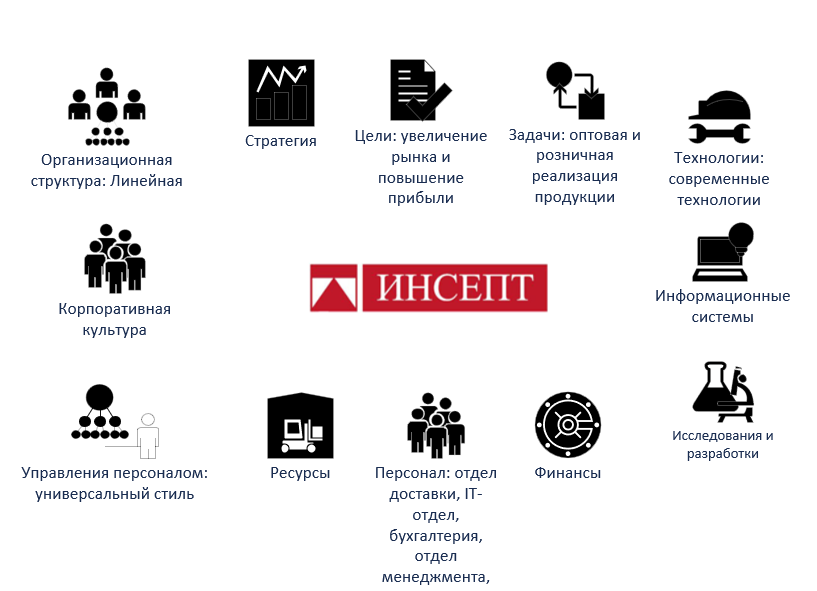 Организационная
структура: Линейная
Стратегия
Цели: увеличение
рынка и
повышение
прибыли
Задачи: оптовая и
розничная
реализация
продукции
Технологии:
современные
технологии
Корпоративная
культура
ИНСЕПТ
Информационные
системы
Управления персоналом:
универсальный стиль
Ресурсы
Персонал: отдел
доставки, IT-
отдел,
бухгалтерия,
отдел
менеджмента,
Финансы
Исследования и
разработки